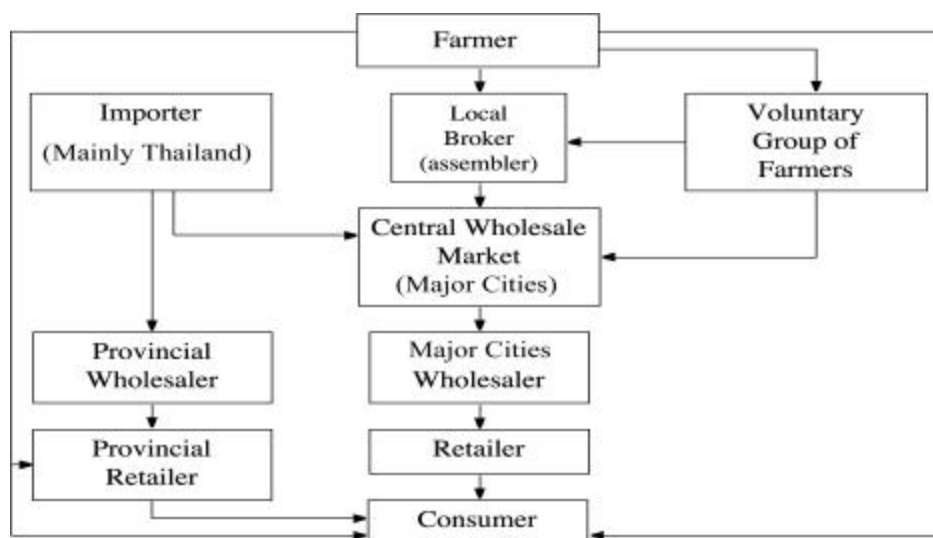 Farmer
Importer
(Mainly Thailand)
Local
Broker
(assembler)
Voluntary
Group of
Farmers
Central Wholesale
Market
(Major Cities)
Provincial
Wholesaler
Major Cities
Wholesaler
Provincial
Retailer
Retailer
Consumer